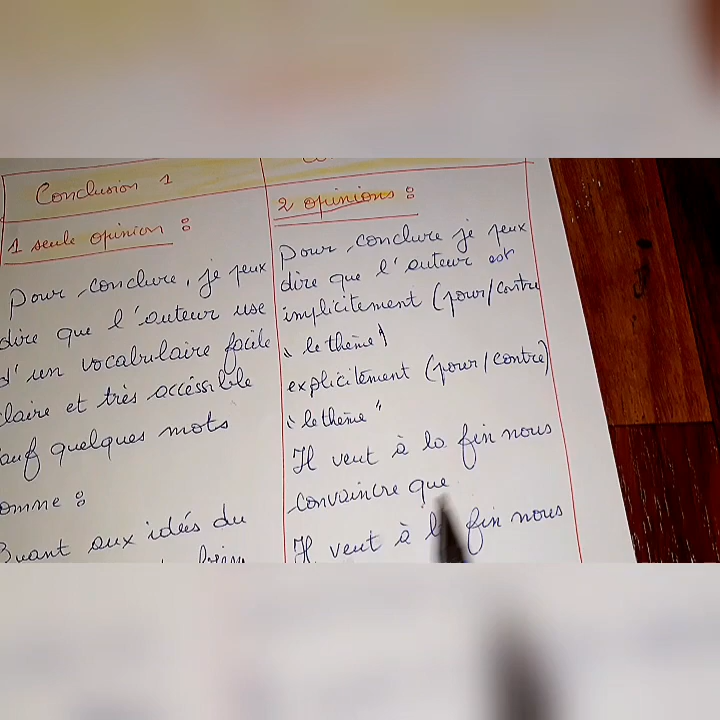 Conclusion 1
1 seule opinion :
Pour conclure, je peux
dire que l'auteur use
d'un vocabulaire facile
claire et très accéssible
sauf quelques mots
comme :
Quant aux idées du
2 opinions :
Pour conclure je peux
dire que l'auteur est
implicitement (pour/contre
"le thème"
explicitement (pour/contre)
"le thème"
Il veut à la fin nous
convaincre que
Il veut à la fin nous